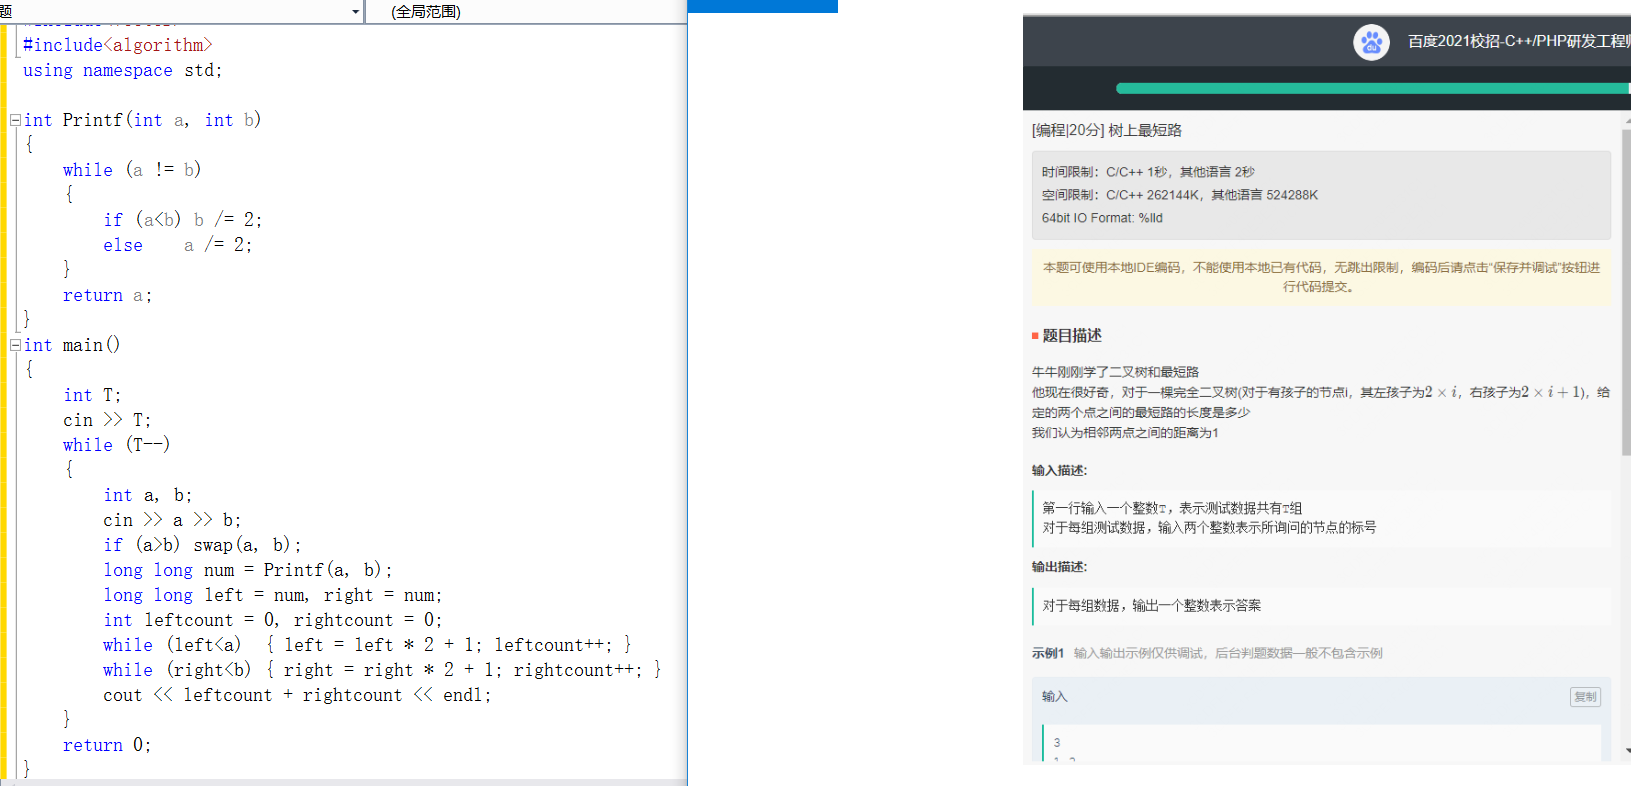 题
(全局范围)
#include<algorithm>
using namespace std;
int Printf(int a, int b)
{
while (a != b)
{
if (a<b) b /= 2;
else a /= 2;
}
return a;
}
int main()
{
int T;
cin >> T;
while (T--)
{
int a, b;
cin >> a >> b;
if (a>b) swap(a, b);
long long num = Printf(a, b);
long long left = num, right = num;
int leftcount = 0, rightcount = 0;
while (left<a) { left = left * 2 + 1; leftcount++; }
while (right<b) { right = right * 2 + 1; rightcount++; }
cout << leftcount + rightcount << endl;
}
return 0;
}
du
百度2021校招-C++/PHP研发工程
[编程|20分] 树上最短路
时间限制：C/C++ 1秒，其他语言 2秒
空间限制：C/C++ 262144K，其他语言 524288K
64bit IO Format: %lld
本题可使用本地IDE编码，不能使用本地已有代码，无跳出限制，编码后请点击“保存并调试”按钮进
行代码提交。
题目描述
牛牛刚刚学了二叉树和最短路
他现在很好奇，对于一棵完全二叉树(对于有孩子的节点i，其左孩子为2 × i，右孩子为2 × i + 1)，给
定的两个点之间的最短路的长度是多少
我们认为相邻两点之间的距离为1
输入描述:
第一行输入一个整数T，表示测试数据共有T组
对于每组测试数据，输入两个整数表示所询问的节点的标号
输出描述:
对于每组数据，输出一个整数表示答案
示例1 输入输出示例仅供调试，后台判题数据一般不包含示例
输入
复制
3